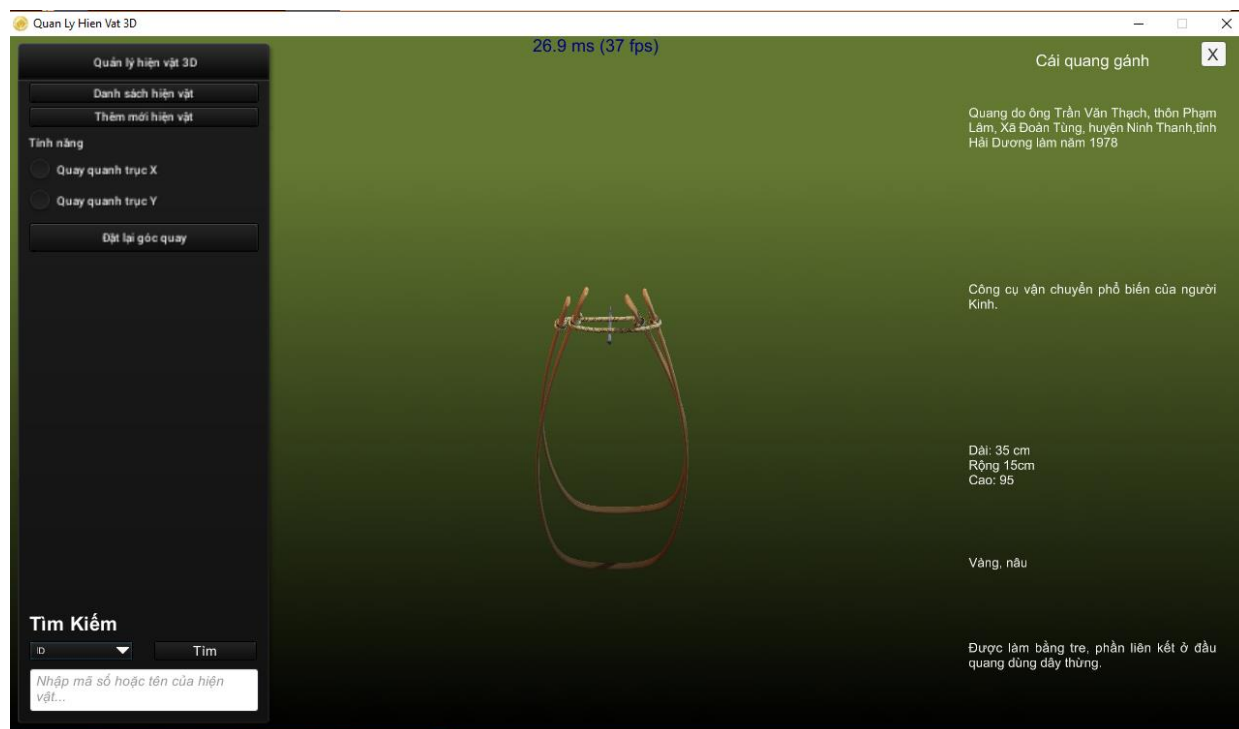 Quan Ly Hien Vat 3D
26.9 ms (37 fps)
Quản lý hiện vật 3D
Danh sách hiện vật
Thêm mới hiện vật
Tính năng
Quay quanh trục X
Quay quanh trục Y
Đặt lại góc quay
Tìm Kiếm
ID
Tìm
Nhập mã số hoặc tên của hiện
vật...
Cái quang gánh
X
Quang do ông Trần Văn Thạch, thôn Phạm
Lâm, Xã Đoàn Tùng, huyện Ninh Thanh,tỉnh
Hải Dương làm năm 1978
Công cụ vận chuyển phổ biến của người
Kinh.
Dài: 35 cm
Rộng 15cm
Cao: 95
Vàng, nâu
Được làm bằng tre, phần liên kết ở đầu
quang dùng dây thừng.